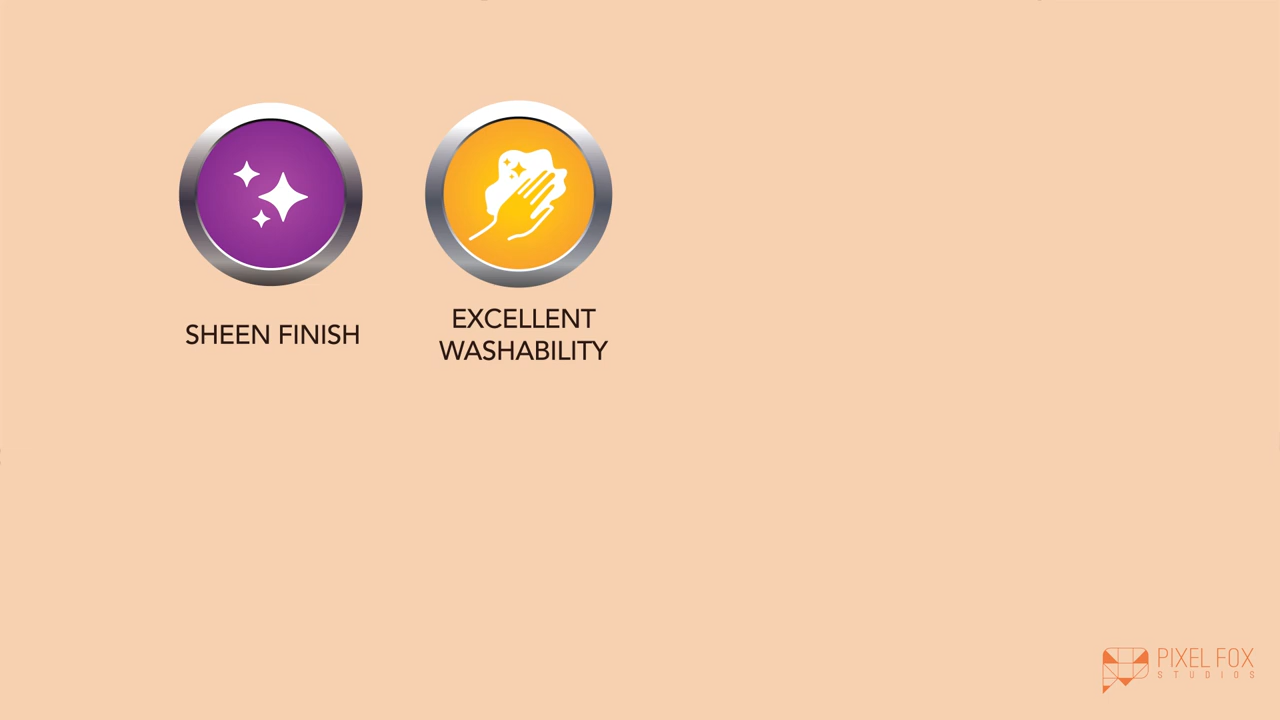 SHEEN FINISH
EXCELLENT
WASHABILITY
PIXEL FOX
STUDIOS